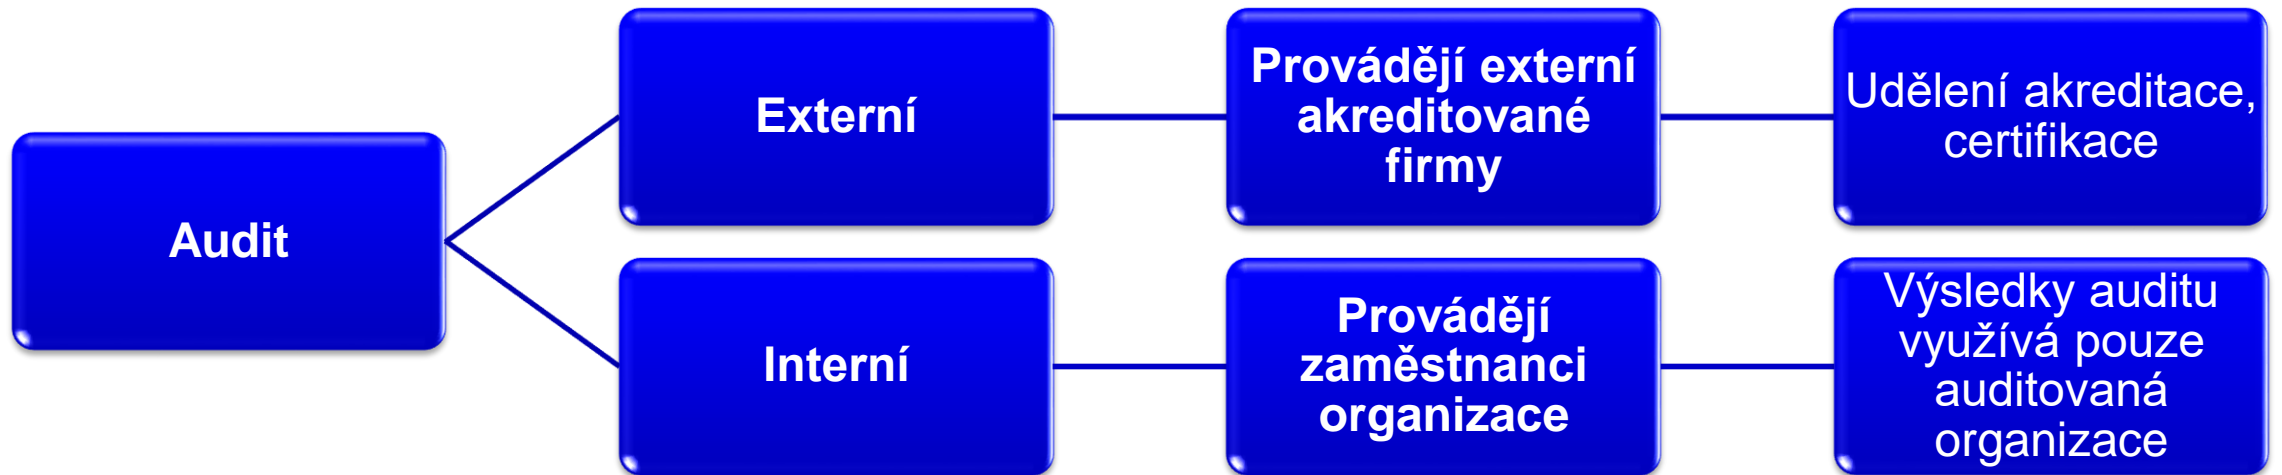 Audit
Externí
Provádějí externí
akreditované
firmy
Udělení akreditace,
certifikace
Interní
Provádějí
zaměstnanci
organizace
Výsledky auditu
využívá pouze
auditovaná
organizace